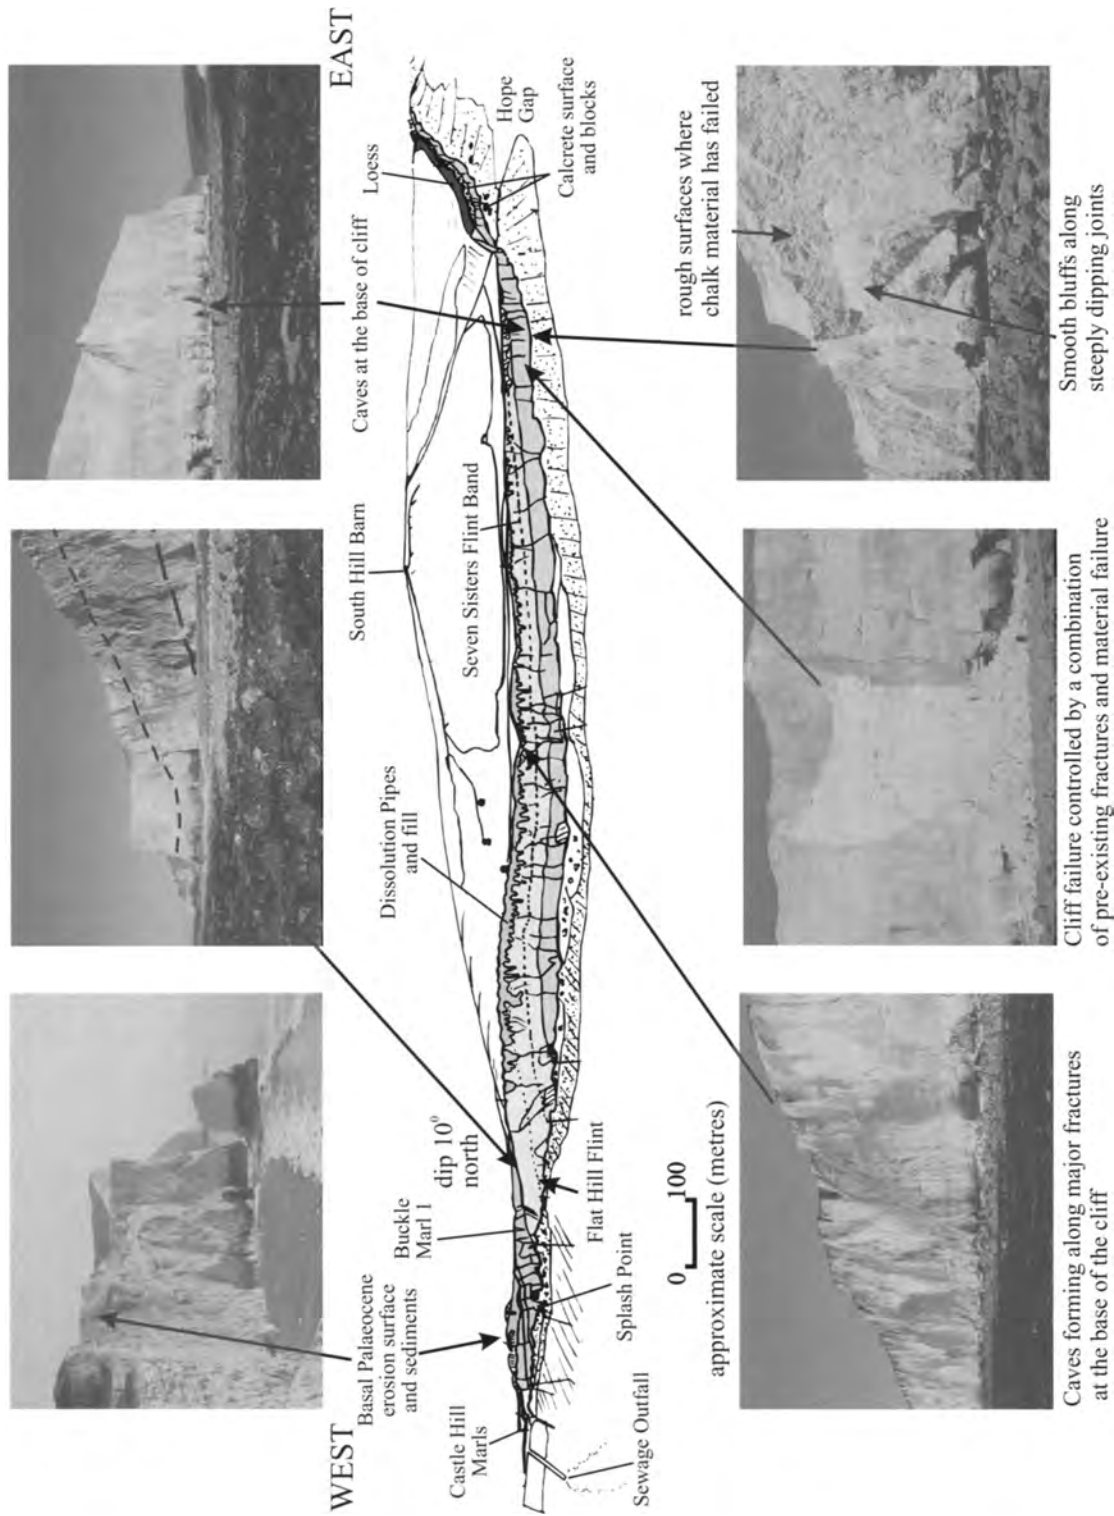 WEST
EAST
Basal Palaeocene
erosion surface
and sediments
Caves at the base of cliff
Castle Hill
Marls
Buckle
Marl 1
dip 10⁰
north
Dissolution Pipes
and fill
South Hill Barn
Seven Sisters Flint Band
Loess
Hope
Gap
Calcrete surface
and blocks
Sewage Outfall
Splash Point
Flat Hill Flint
0
100
approximate scale (metres)
rough surfaces where
chalk material has failed
Caves forming along major fractures
at the base of the cliff
Cliff failure controlled by a combination
of pre-existing fractures and material failure
Smooth bluffs along
steeply dipping joints